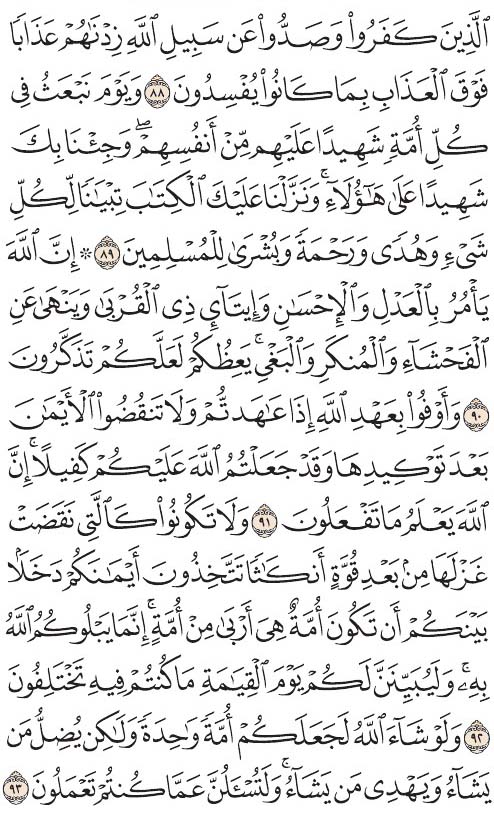 ٱلَّذِينَ كَفَرُوا۟ وَصَدُّوا۟ عَن سَبِيلِ ٱللَّهِ زِدْنَٰهُمْ عَذَابًا
فَوْقَ ٱلْعَذَابِ بِمَا كَانُوا۟ يُفْسِدُونَ ٨٨ وَيَوْمَ نَبْعَثُ فِى
كُلِّ أُمَّةٍ شَهِيدًا عَلَيْهِم مِّنْ أَنفُسِهِمْ ۖ وَجِئْنَا بِكَ
شَهِيدًا عَلَىٰ هَٰٓؤُلَآءِ ۚ وَنَزَّلْنَا عَلَيْكَ ٱلْكِتَٰبَ تِبْيَٰنًا لِّكُلِّ
شَىْءٍ وَهُدًى وَرَحْمَةً وَبُشْرَىٰ لِلْمُسْلِمِينَ ٨٩ ۞ إِنَّ ٱللَّهَ
يَأْمُرُ بِٱلْعَدْلِ وَٱلْإِحْسَٰنِ وَإِيتَآئِ ذِى ٱلْقُرْبَىٰ وَيَنْهَىٰ عَنِ
ٱلْفَحْشَآءِ وَٱلْمُنكَرِ وَٱلْبَغْىِ ۚ يَعِظُكُمْ لَعَلَّكُمْ تَذَكَّرُونَ
٩٠ وَأَوْفُوا۟ بِعَهْدِ ٱللَّهِ إِذَا عَٰهَدتُّمْ وَلَا تَنقُضُوا۟ ٱلْأَيْمَٰنَ
بَعْدَ تَوْكِيدِهَا وَقَدْ جَعَلْتُمُ ٱللَّهَ عَلَيْكُمْ كَفِيلًا ۚ إِنَّ
ٱللَّهَ يَعْلَمُ مَا تَفْعَلُونَ ٩١ وَلَا تَكُونُوا۟ كَٱلَّتِى نَقَضَتْ
غَزْلَهَا مِنۢ بَعْدِ قُوَّةٍ أَنكَٰثًا تَتَّخِذُونَ أَيْمَٰنَكُمْ دَخَلًۢا
بَيْنَكُمْ أَن تَكُونَ أُمَّةٌ هِىَ أَرْبَىٰ مِنْ أُمَّةٍ ۚ إِنَّمَا يَبْلُوكُمُ ٱللَّهُ
بِهِۦ ۚ وَلَيُبَيِّنَنَّ لَكُمْ يَوْمَ ٱلْقِيَٰمَةِ مَا كُنتُمْ فِيهِ تَخْتَلِفُونَ
٩٢ وَلَوْ شَآءَ ٱللَّهُ لَجَعَلَكُمْ أُمَّةً وَٰحِدَةً وَلَٰكِن يُضِلُّ مَن
يَشَآءُ وَيَهْدِى مَن يَشَآءُ ۚ وَلَتُسْـَٔلُنَّ عَمَّا كُنتُمْ تَعْمَلُونَ ٩٣